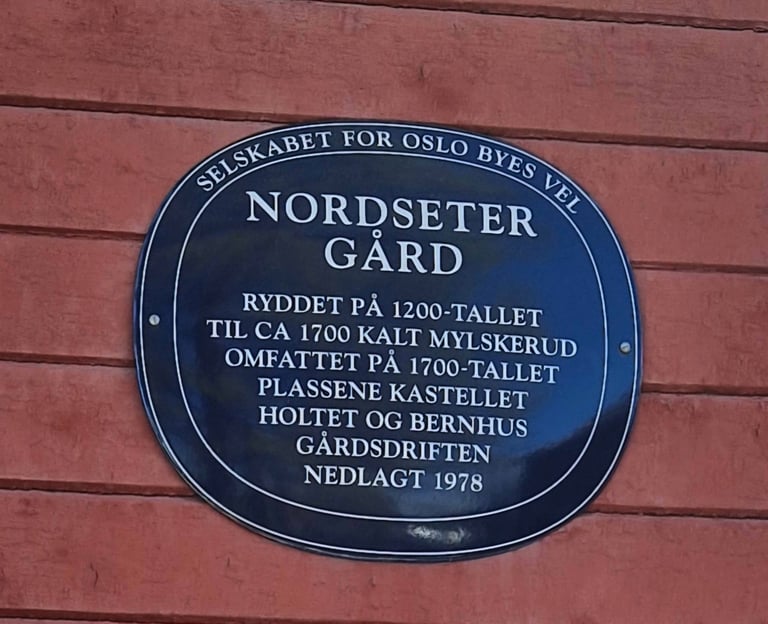 SELSKABET FOR OSLO BYES VEL
NORDSETER
GÅRD
RYDDET PÅ 1200-TALLET
TIL CA 1700 KALT MYLSKERUD
OMFATTET PÅ 1700-TALLET
PLASSENE KASTELLET
HOLTET OG BERNHUS
GÅRDSDRIFTEN
NEDLAGT 1978